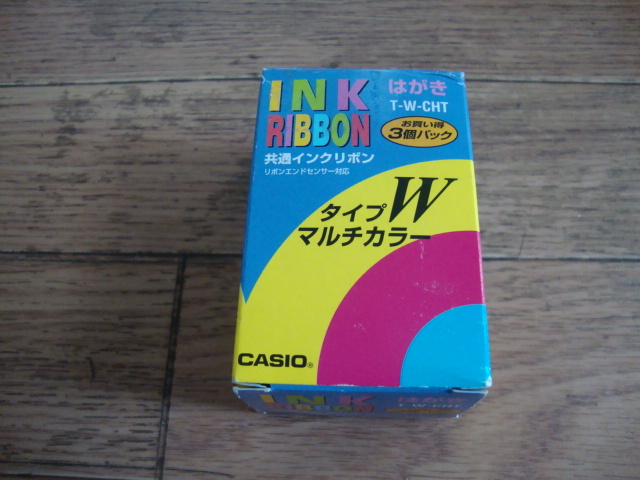 INK
RIBBON
はがき
T-W-CHT
お買い得
3個パック
共通インクリボン
リボンエンドセンサー対応
タイプW
マルチカラー
CASIO®
INK
RIBBON
はがき
T-W-CHT